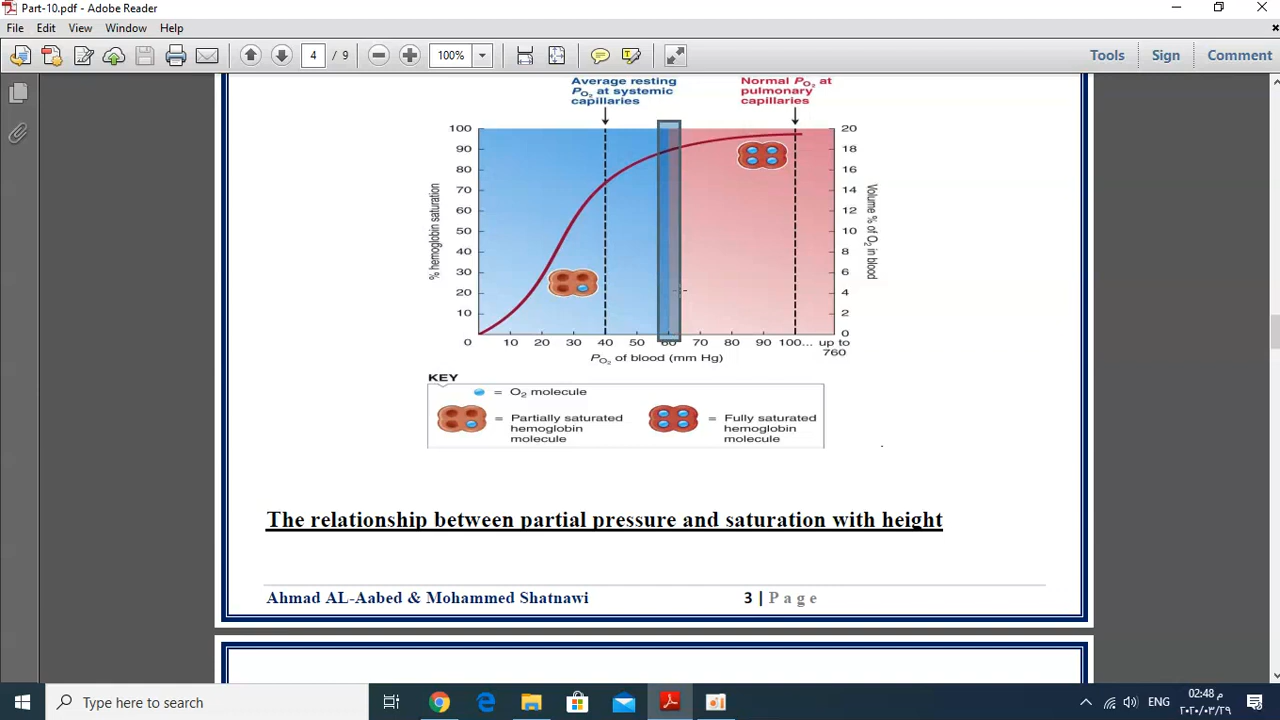 Part-10.pdf - Adobe Reader
File Edit View Window Help
4 / 9 100% Tools Sign Comment
Average resting
PO2 at systemic
capillaries
Normal PO2 at
pulmonary
capillaries
100
90
80
70
60
50
40
30
20
10
0
% hemoglobin saturation
20
18
16
14
12
10
8
6
4
2
0
Volume % of O2 in blood
10 20 30 40 50 60 70 80 90 100... up to
760
PO2 of blood (mm Hg)
KEY
= O2 molecule
= Partially saturated
hemoglobin
molecule
= Fully saturated
hemoglobin
molecule
The relationship between partial pressure and saturation with height
Ahmad AL-Aabed & Mohammed Shatnawi 3 | Page
Type here to search
ENG
02:48 م
٢٠٢٠/٠٣/٢٩